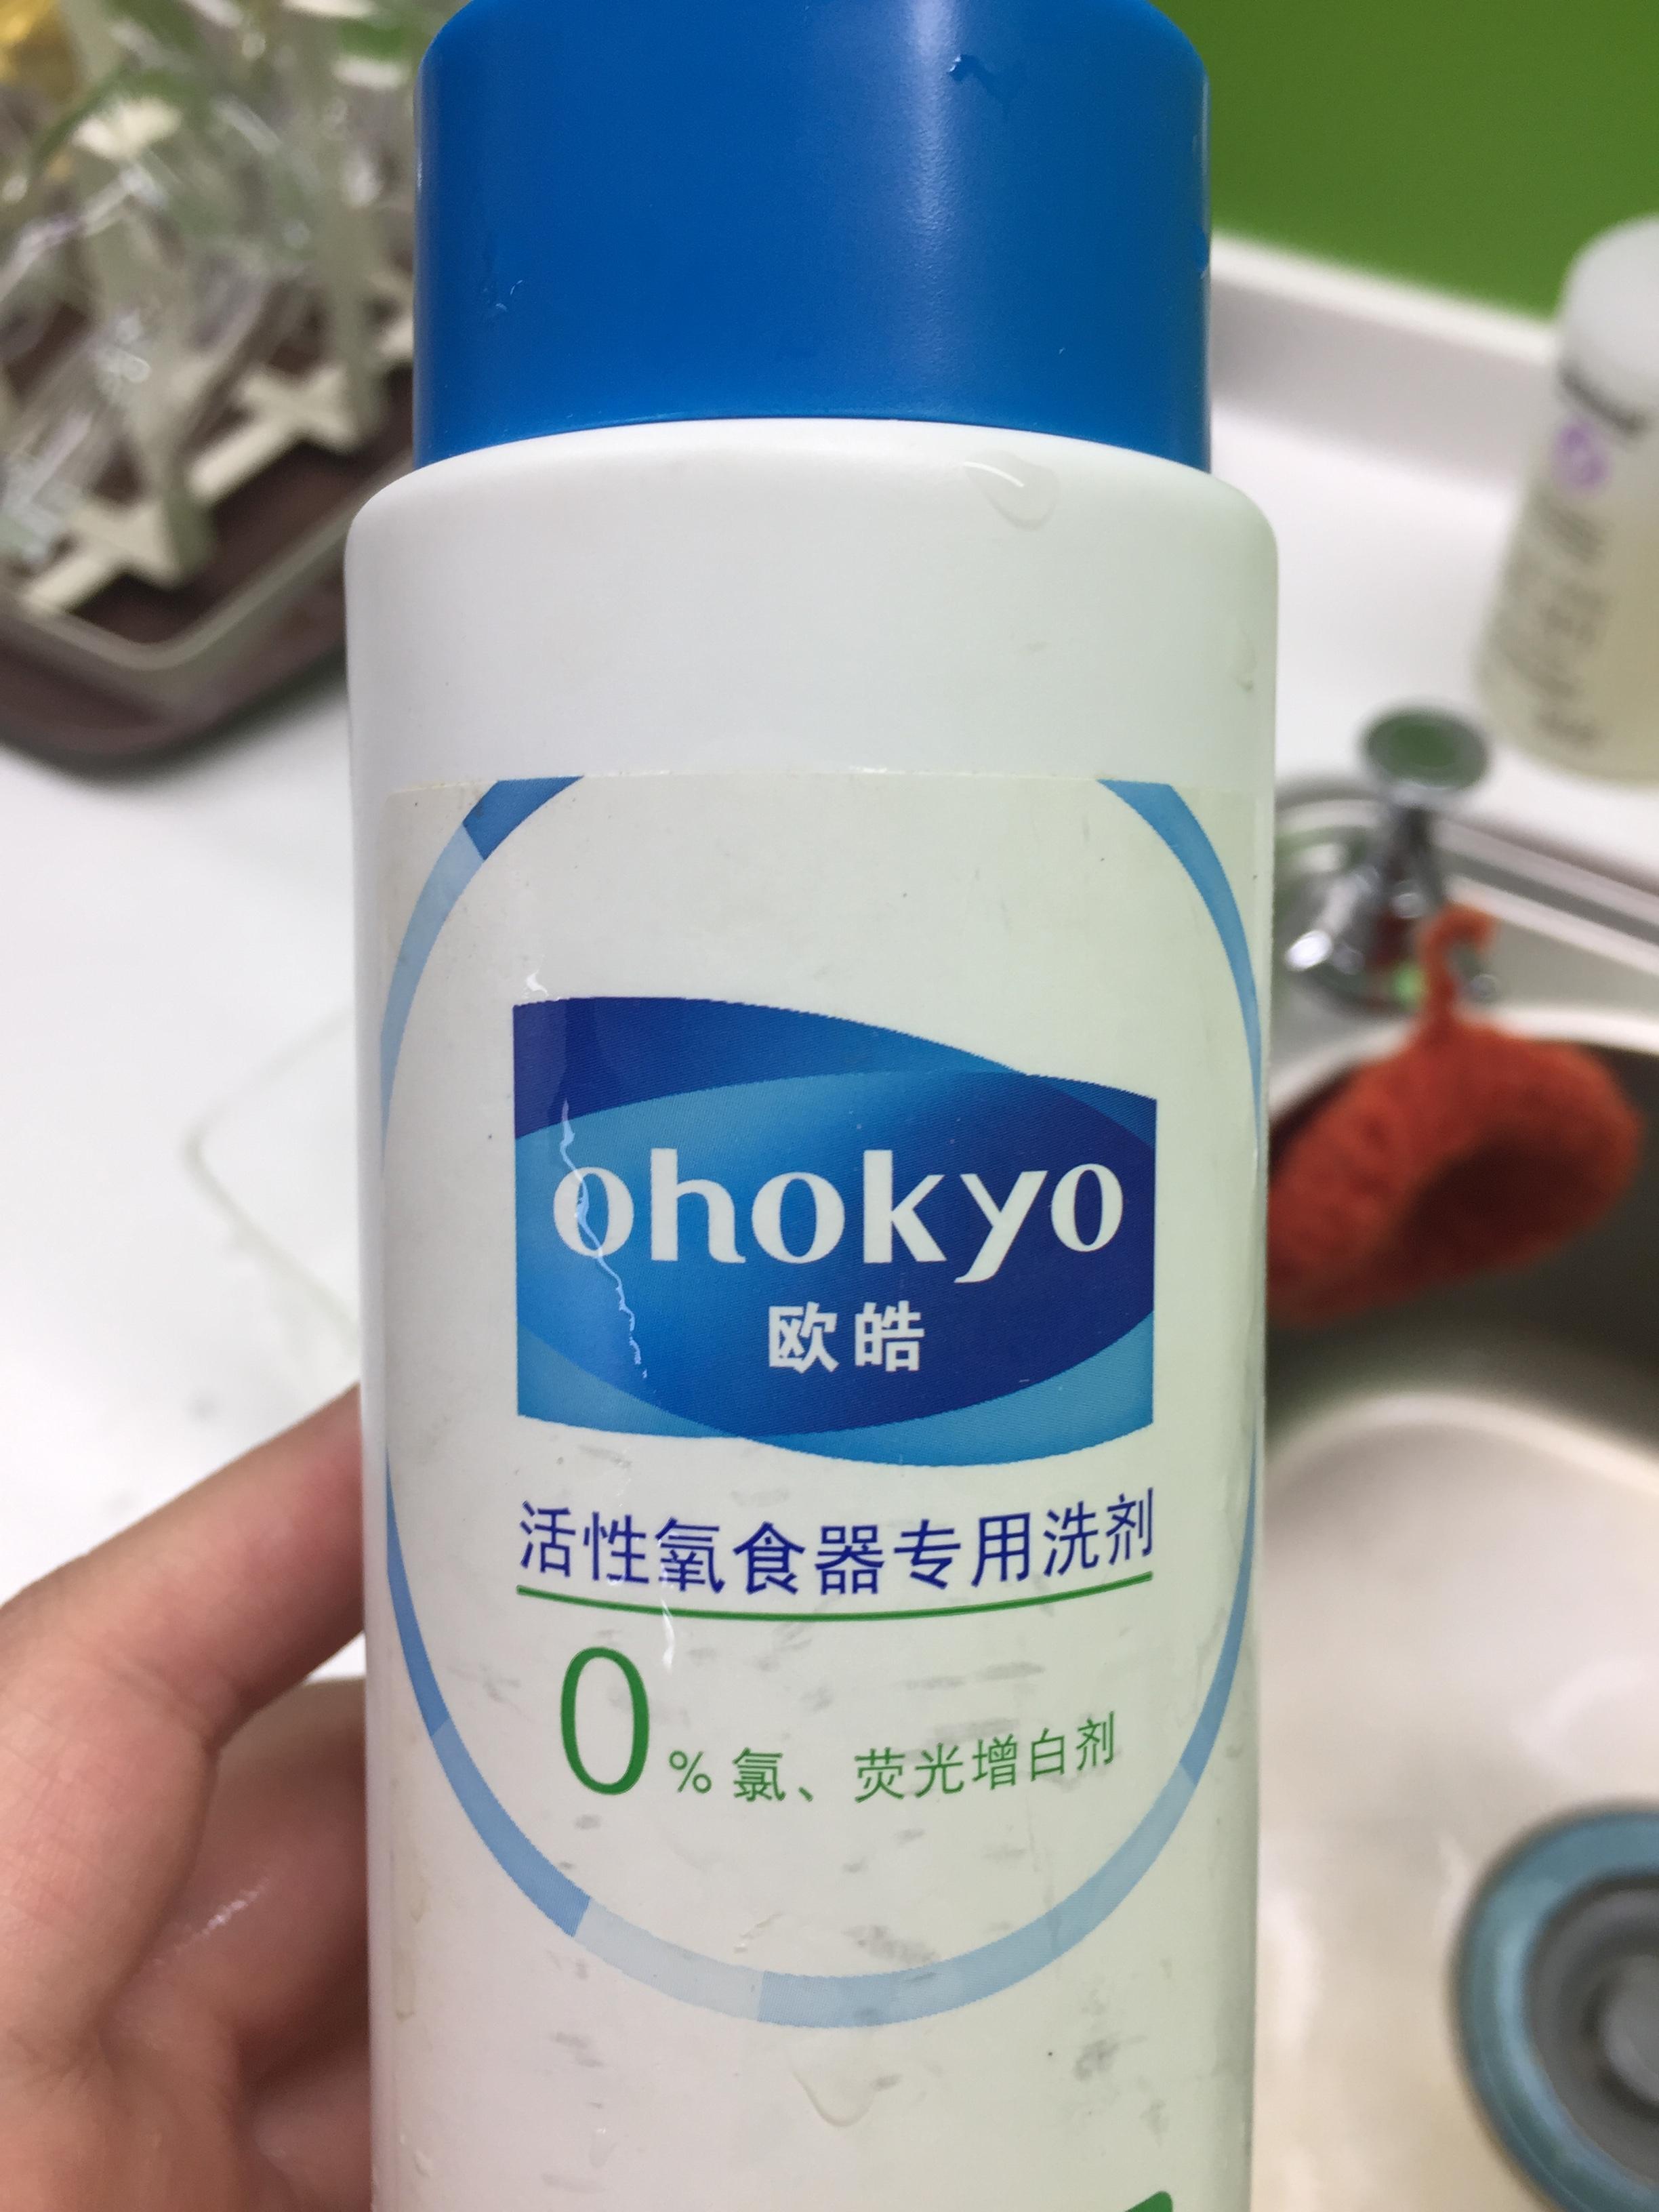 ohokyo
欧皓
活性氧食器专用洗剂
0% 氯、荧光增白剂